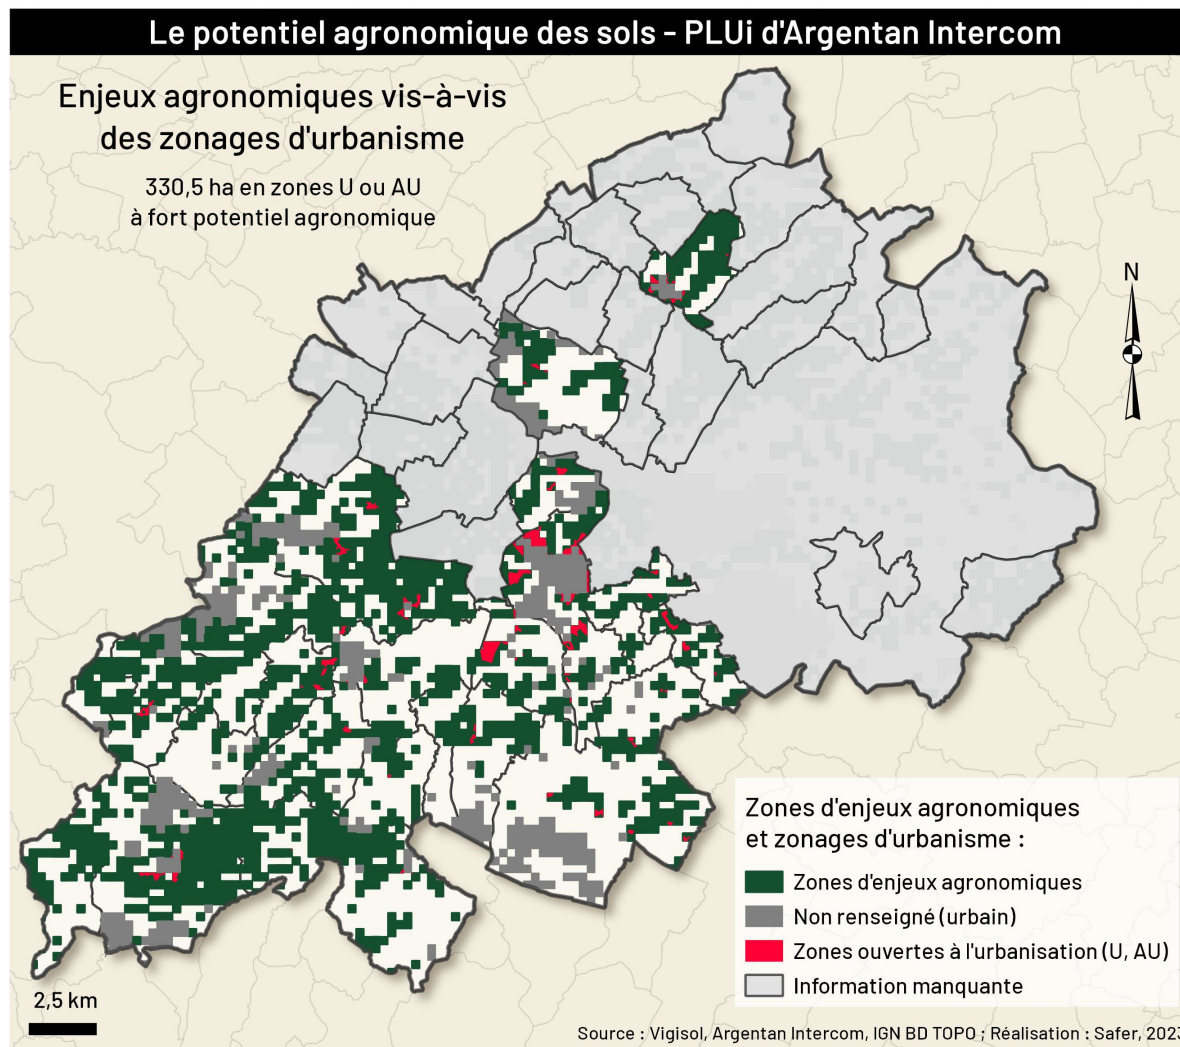 Le potentiel agronomique des sols - PLUi d'Argentan Intercom
Enjeux agronomiques vis-à-vis
des zonages d'urbanisme
330,5 ha en zones U ou AU
à fort potentiel agronomique
N
Zones d'enjeux agronomiques
et zonages d'urbanisme :
Zones d'enjeux agronomiques
Non renseigné (urbain)
Zones ouvertes à l'urbanisation (U, AU)
Information manquante
2,5 km
Source : Vigisol, Argentan Intercom, IGN BD TOPO ; Réalisation : Safer, 2023